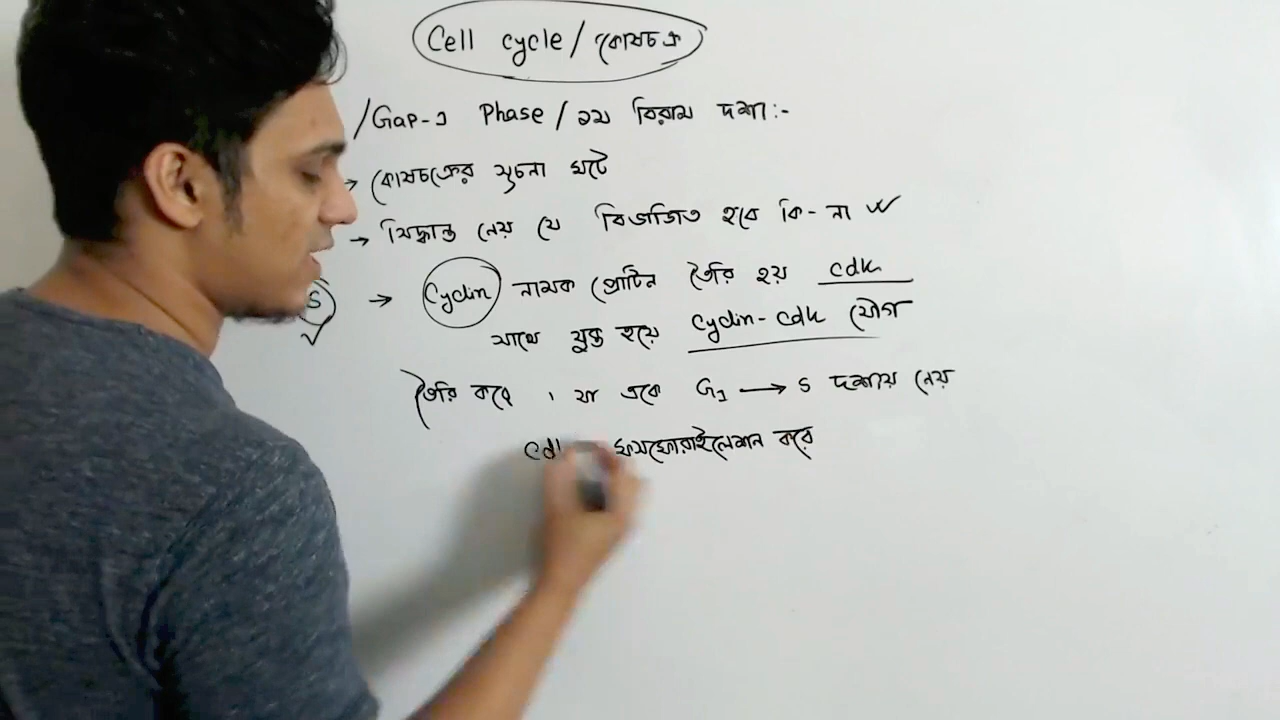 Cell cycle / কোষচক্র
/Gap-১ Phase / ১ম বিরাম দশা:-
→ কোষচক্রের সূচনা ঘটে
→ সিদ্ধান্ত নেয় যে বিভাজিত হবে কি-না
S → Cyclin নামক প্রোটিন তৈরি হয় cdk
সাথে যুক্ত হয়ে cyclin-cdk যৌগ
তৈরি করে, যা একে G₁ → S দশায় নেয়
ফসফোরাইলেশন করে